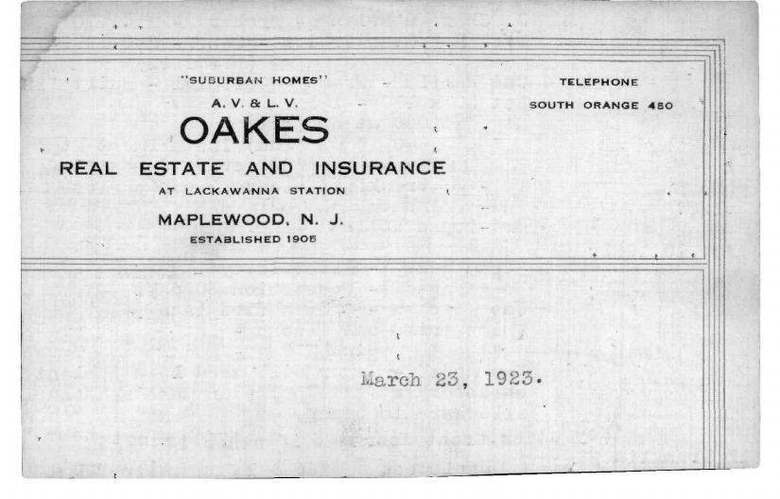 "SUBURBAN HOMES"
A. V. & L. V.
OAKES
REAL ESTATE AND INSURANCE
AT LACKAWANNA STATION
MAPLEWOOD, N. J.
ESTABLISHED 1905
TELEPHONE
SOUTH ORANGE 480
March 23, 1923.